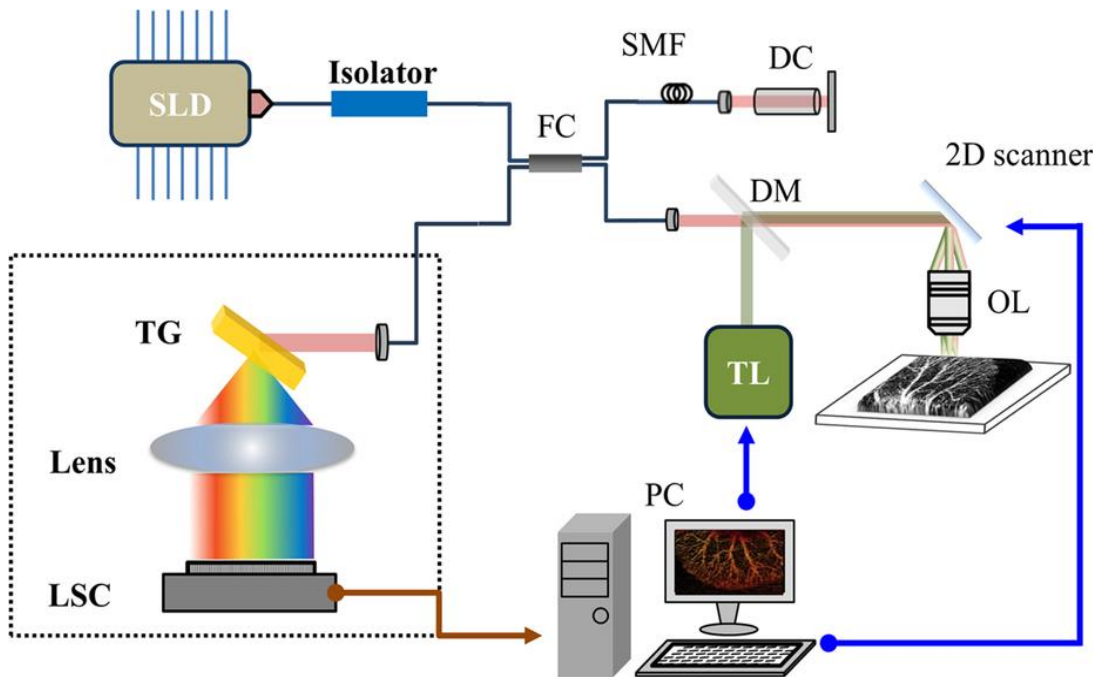 SMF
DC
Isolator
SLD
FC
2D scanner
DM
OL
TG
TL
Lens
PC
LSC